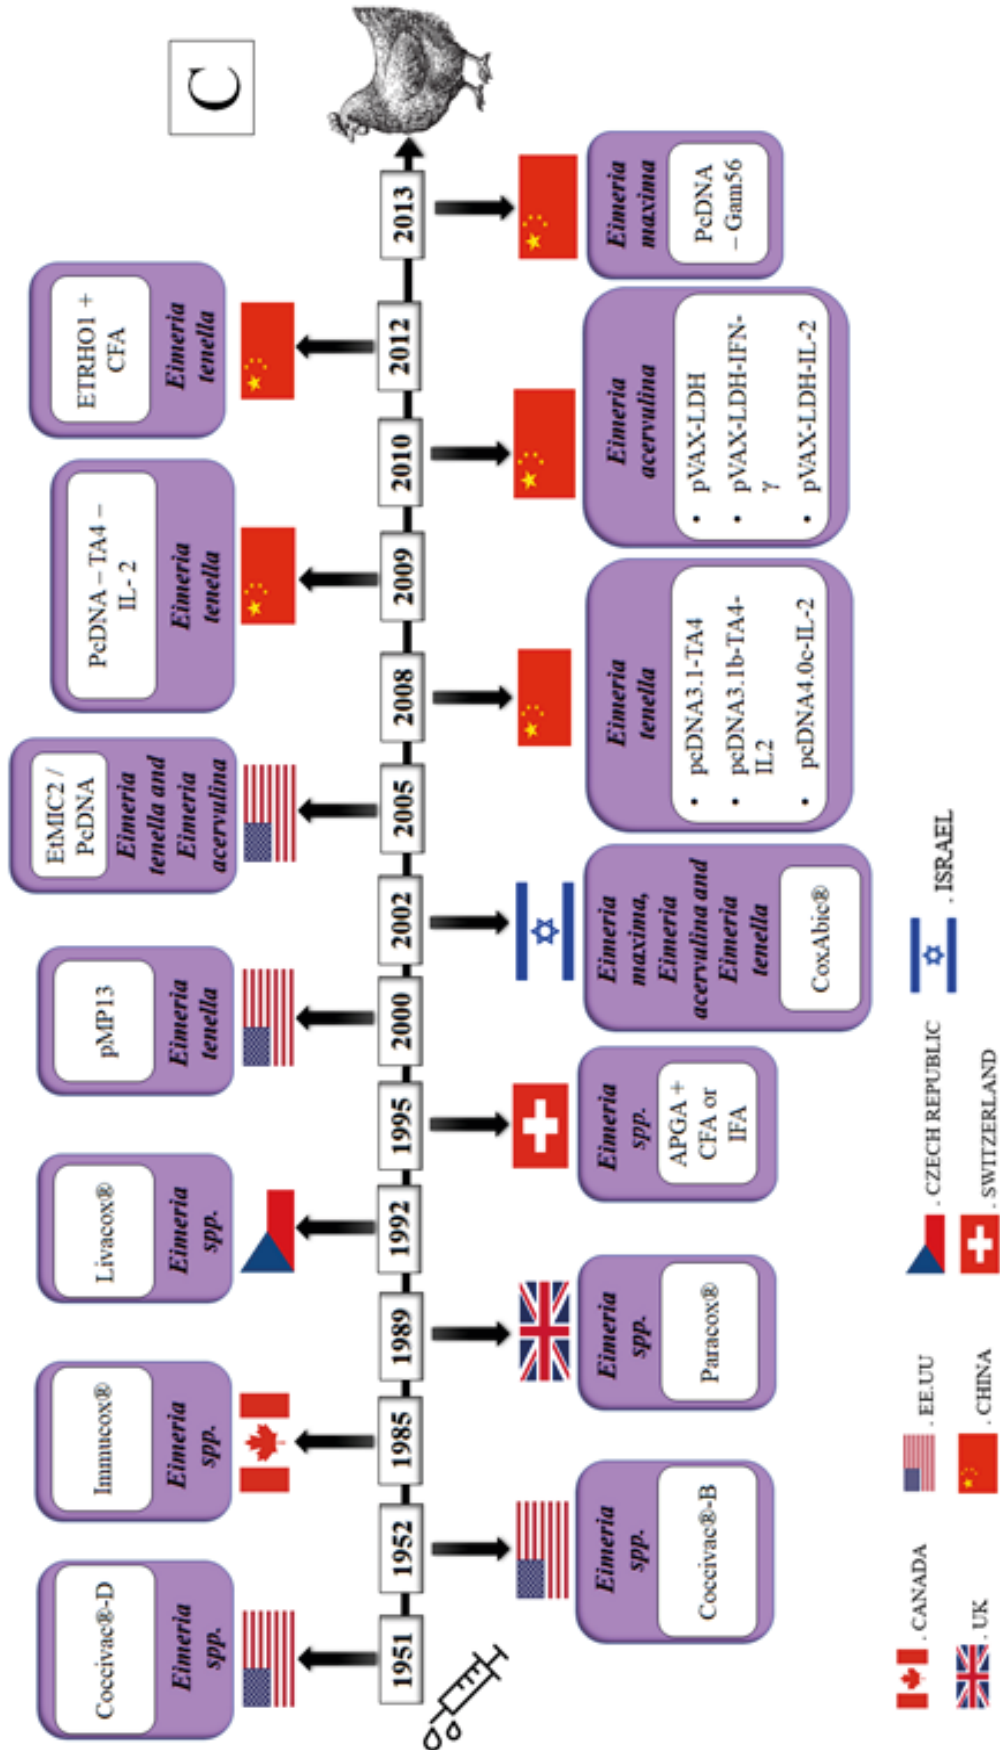 C
Coccivac®-D
Eimeria
spp.
Immucox®
Eimeria
spp.
Livacox®
Eimeria
spp.
pMP13
Eimeria
tenella
EtMIC2 /
PcDNA
Eimeria
tenella and
Eimeria
acervulina
PcDNA – TA4 –
IL- 2
Eimeria
tenella
ETRHO1 +
CFA
Eimeria
tenella
1951
1952
1985
1989
1992
1995
2000
2002
2005
2008
2009
2010
2012
2013
Eimeria
spp.
Coccivac®-B
Eimeria
spp.
Paracox®
Eimeria
spp.
APGA +
CFA or
IFA
Eimeria
maxima,
Eimeria
acervulina and
Eimeria
tenella
CoxAbic®
Eimeria
tenella
• pcDNA3.1-TA4
• pcDNA3.1b-TA4-
IL2
• pcDNA4.0c-IL-2
Eimeria
acervulina
• pVAX-LDH
• pVAX-LDH-IFN-
γ
• pVAX-LDH-IL-2
Eimeria
maxima
PcDNA
– Gam56
. CANADA
. EE.UU
. CZECH REPUBLIC
. ISRAEL
. UK
. CHINA
. SWITZERLAND